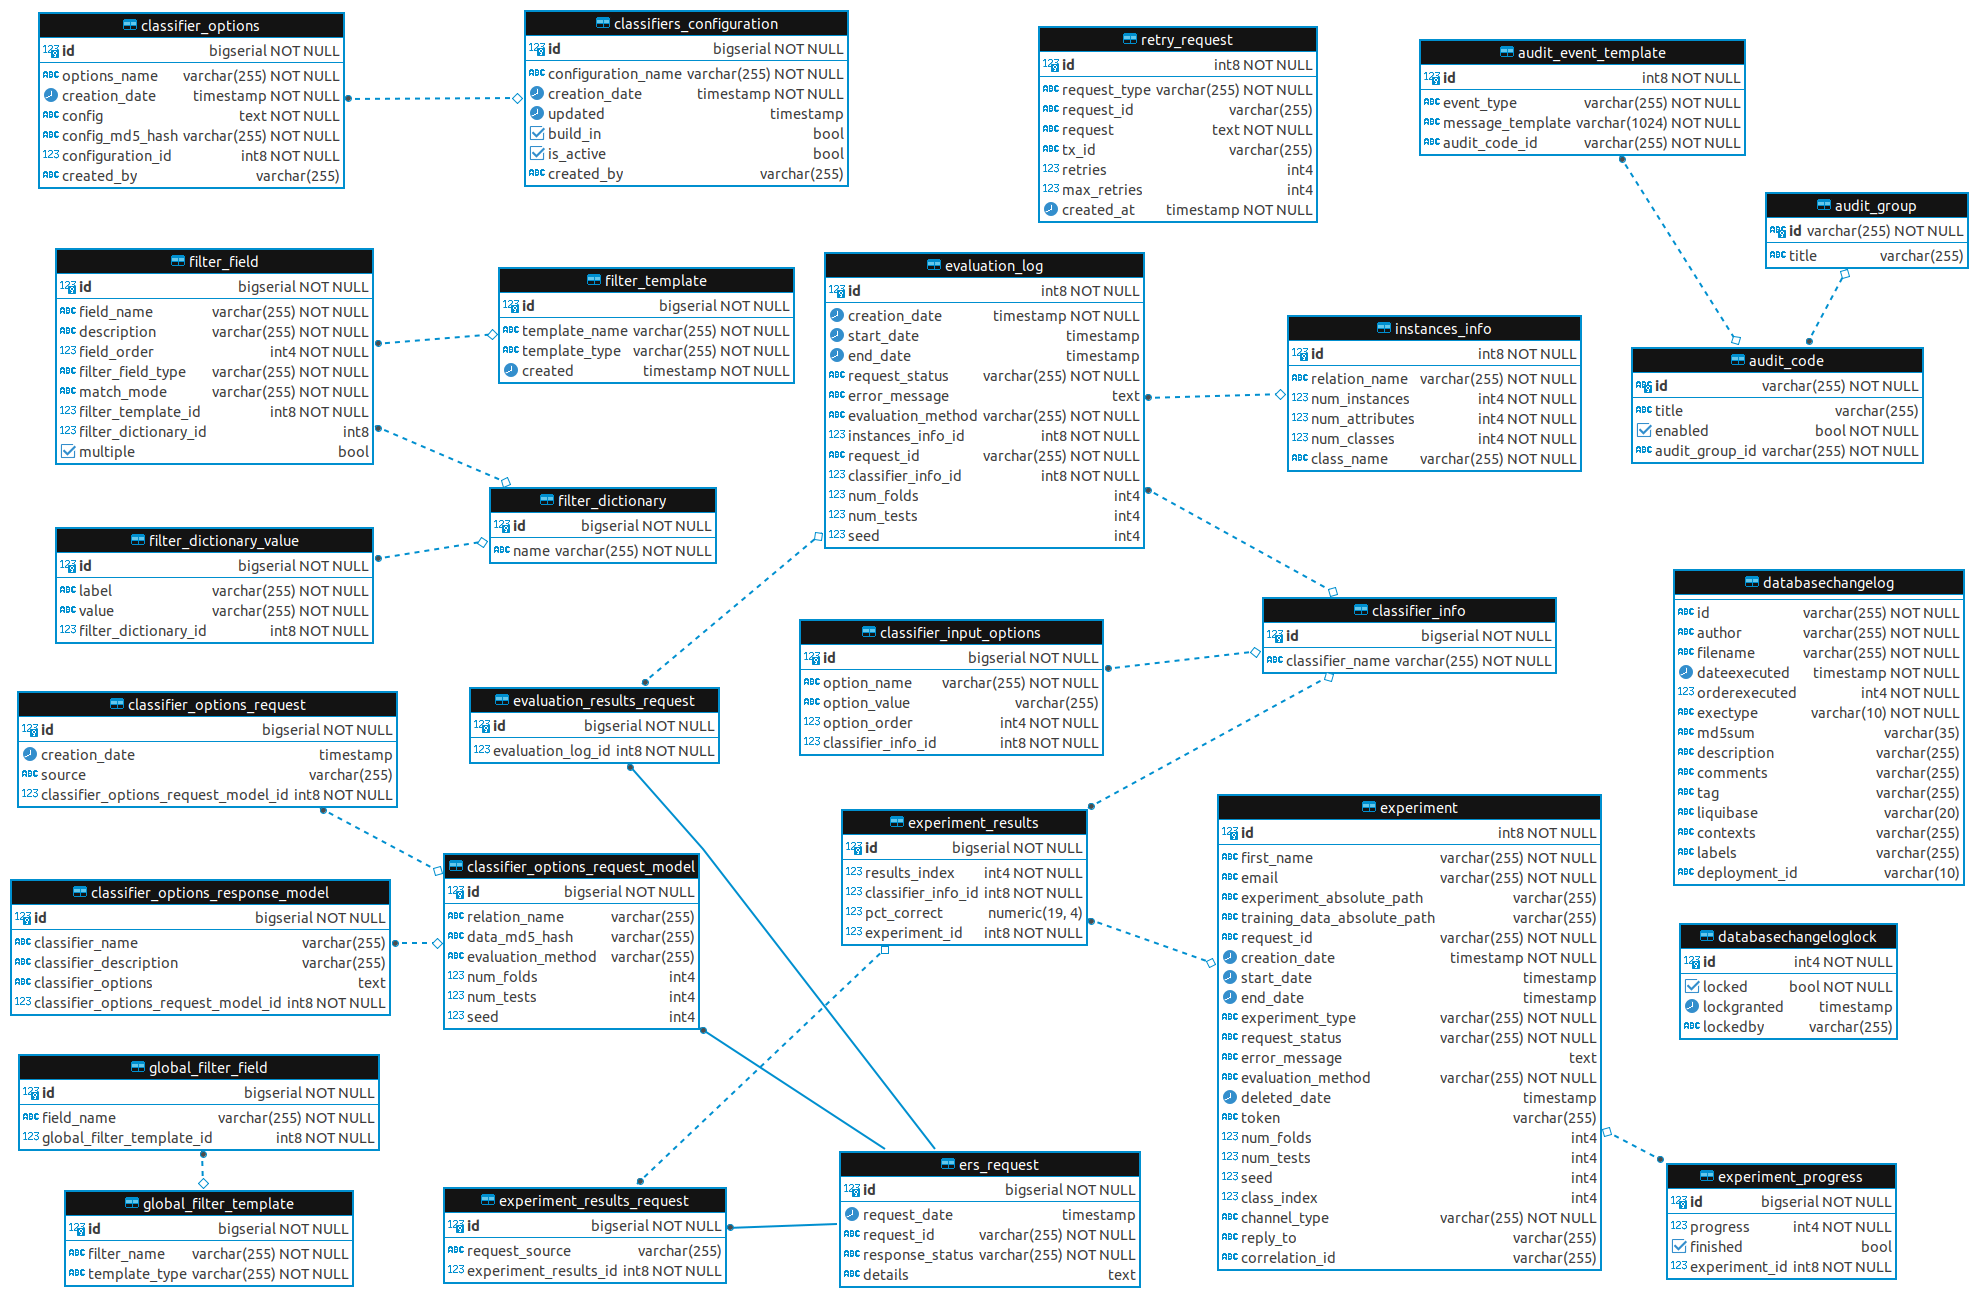 classifier_options
id bigserial NOT NULL
options_name varchar(255) NOT NULL
creation_date timestamp NOT NULL
config text NOT NULL
config_md5_hash varchar(255) NOT NULL
configuration_id int8 NOT NULL
created_by varchar(255)
classifiers_configuration
id bigserial NOT NULL
configuration_name varchar(255) NOT NULL
creation_date timestamp NOT NULL
updated timestamp
build_in bool
is_active bool
created_by varchar(255)
retry_request
id int8 NOT NULL
request_type varchar(255) NOT NULL
request_id varchar(255)
request text NOT NULL
tx_id varchar(255)
retries int4
max_retries int4
created_at timestamp NOT NULL
audit_event_template
id int8 NOT NULL
event_type varchar(255) NOT NULL
message_template varchar(1024) NOT NULL
audit_code_id varchar(255) NOT NULL
audit_group
id varchar(255) NOT NULL
title varchar(255)
filter_field
id bigserial NOT NULL
field_name varchar(255) NOT NULL
description varchar(255) NOT NULL
field_order int4 NOT NULL
filter_field_type varchar(255) NOT NULL
match_mode varchar(255) NOT NULL
filter_template_id int8 NOT NULL
filter_dictionary_id int8
multiple bool
filter_template
id bigserial NOT NULL
template_name varchar(255) NOT NULL
template_type varchar(255) NOT NULL
created timestamp NOT NULL
evaluation_log
id int8 NOT NULL
creation_date timestamp NOT NULL
start_date timestamp
end_date timestamp
request_status varchar(255) NOT NULL
error_message text
evaluation_method varchar(255) NOT NULL
instances_info_id int8 NOT NULL
request_id varchar(255) NOT NULL
classifier_info_id int8 NOT NULL
num_folds int4
num_tests int4
seed int4
instances_info
id int8 NOT NULL
relation_name varchar(255) NOT NULL
num_instances int4 NOT NULL
num_attributes int4 NOT NULL
num_classes int4 NOT NULL
class_name varchar(255) NOT NULL
audit_code
id varchar(255) NOT NULL
title varchar(255)
enabled bool NOT NULL
audit_group_id varchar(255) NOT NULL
filter_dictionary
id bigserial NOT NULL
name varchar(255) NOT NULL
filter_dictionary_value
id bigserial NOT NULL
label varchar(255) NOT NULL
value varchar(255) NOT NULL
filter_dictionary_id int8 NOT NULL
databasechangelog
id varchar(255) NOT NULL
author varchar(255) NOT NULL
filename varchar(255) NOT NULL
dateexecuted timestamp NOT NULL
orderexecuted int4 NOT NULL
exectype varchar(10) NOT NULL
md5sum varchar(35)
description varchar(255)
comments varchar(255)
tag varchar(255)
liquibase varchar(20)
contexts varchar(255)
labels varchar(255)
deployment_id varchar(10)
classifier_info
id bigserial NOT NULL
classifier_name varchar(255) NOT NULL
classifier_input_options
id bigserial NOT NULL
option_name varchar(255) NOT NULL
option_value varchar(255)
option_order int4 NOT NULL
classifier_info_id int8 NOT NULL
evaluation_results_request
id bigserial NOT NULL
evaluation_log_id int8 NOT NULL
classifier_options_request
id bigserial NOT NULL
creation_date timestamp
source varchar(255)
classifier_options_request_model_id int8 NOT NULL
experiment_results
id bigserial NOT NULL
results_index int4 NOT NULL
classifier_info_id int8 NOT NULL
pct_correct numeric(19, 4)
experiment_id int8 NOT NULL
experiment
id int8 NOT NULL
first_name varchar(255) NOT NULL
email varchar(255) NOT NULL
experiment_absolute_path varchar(255)
training_data_absolute_path varchar(255)
request_id varchar(255) NOT NULL
creation_date timestamp NOT NULL
start_date timestamp
end_date timestamp
experiment_type varchar(255) NOT NULL
request_status varchar(255) NOT NULL
error_message text
evaluation_method varchar(255) NOT NULL
deleted_date timestamp
token varchar(255)
num_folds int4
num_tests int4
seed int4
class_index int4
channel_type varchar(255) NOT NULL
reply_to varchar(255)
correlation_id varchar(255)
classifier_options_request_model
id bigserial NOT NULL
relation_name varchar(255)
data_md5_hash varchar(255)
evaluation_method varchar(255)
num_folds int4
num_tests int4
seed int4
classifier_options_response_model
id bigserial NOT NULL
classifier_name varchar(255)
classifier_description varchar(255)
classifier_options text
classifier_options_request_model_id int8 NOT NULL
databasechangeloglock
id int4 NOT NULL
locked bool NOT NULL
lockgranted timestamp
lockedby varchar(255)
global_filter_field
id bigserial NOT NULL
field_name varchar(255) NOT NULL
global_filter_template_id int8 NOT NULL
global_filter_template
id bigserial NOT NULL
filter_name varchar(255) NOT NULL
template_type varchar(255) NOT NULL
experiment_results_request
id bigserial NOT NULL
request_source varchar(255)
experiment_results_id int8 NOT NULL
ers_request
id bigserial NOT NULL
request_date timestamp
request_id varchar(255) NOT NULL
response_status varchar(255) NOT NULL
details text
experiment_progress
id bigserial NOT NULL
progress int4 NOT NULL
finished bool
experiment_id int8 NOT NULL